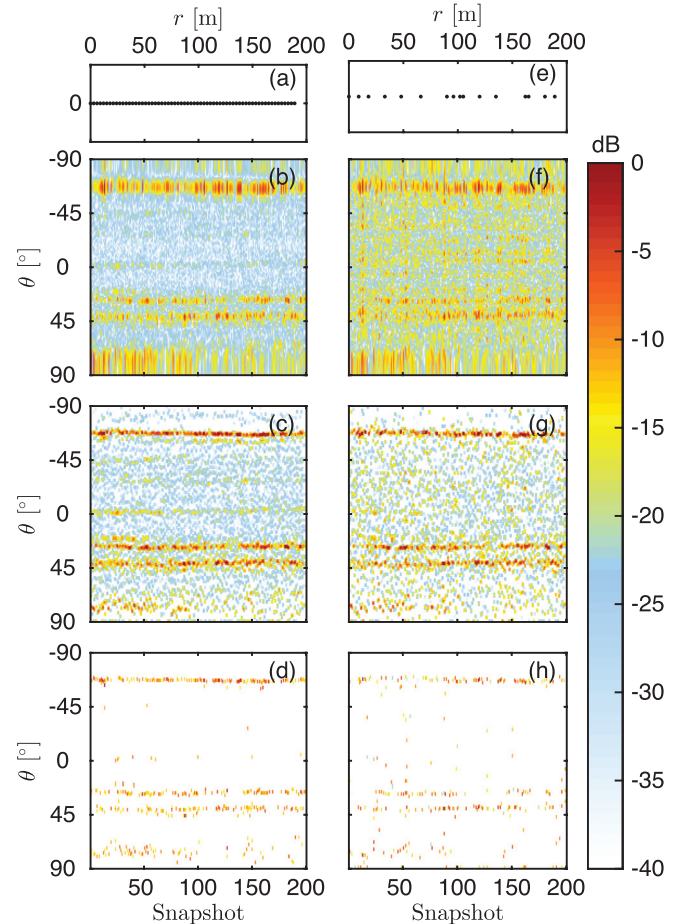 r [m]
r [m]
0 50 100 150 200
0 50 100 150 200
(a)
(e)
0
dB
-90
-45
0
45
90
θ [°]
(b)
(f)
0
-5
-10
-15
-20
-25
-30
-35
-40
-90
-45
0
45
90
θ [°]
(c)
(g)
-90
-45
0
45
90
θ [°]
(d)
(h)
50 100 150 200
50 100 150 200
Snapshot
Snapshot